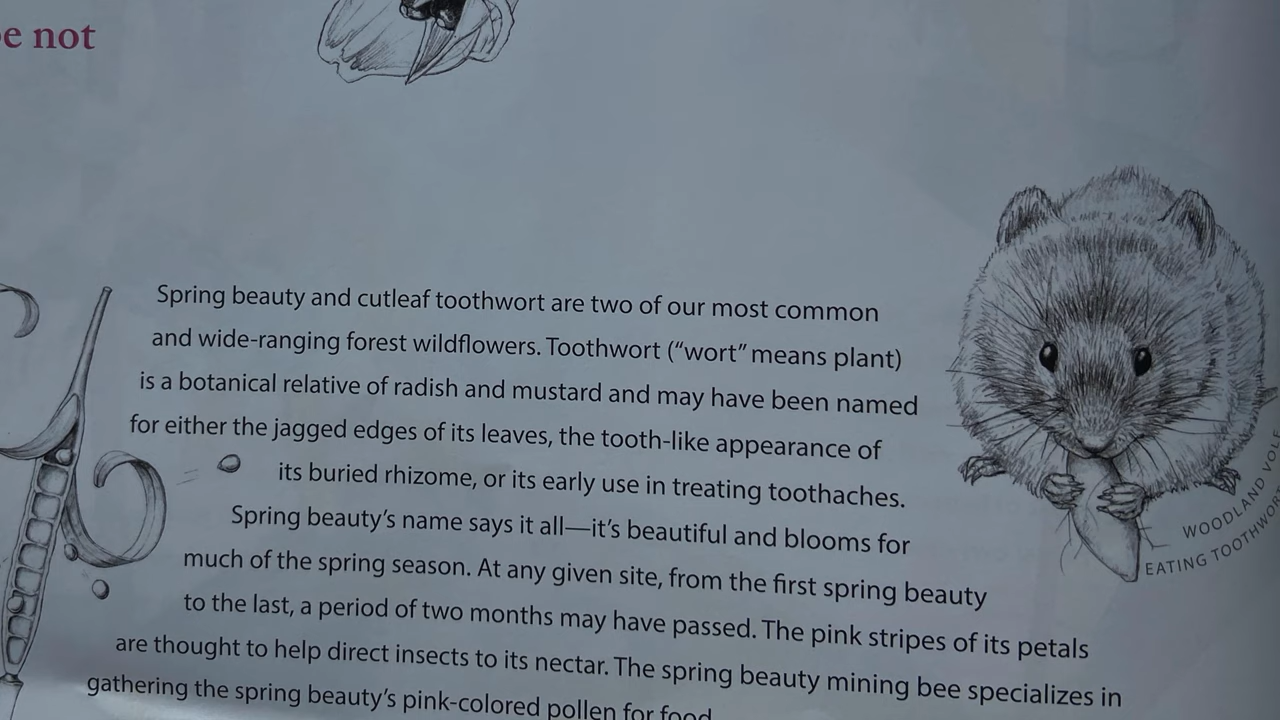 e not
Spring beauty and cutleaf toothwort are two of our most common
and wide-ranging forest wildflowers. Toothwort (“wort” means plant)
is a botanical relative of radish and mustard and may have been named
for either the jagged edges of its leaves, the tooth-like appearance of
its buried rhizome, or its early use in treating toothaches.
Spring beauty’s name says it all—it’s beautiful and blooms for
much of the spring season. At any given site, from the first spring beauty
to the last, a period of two months may have passed. The pink stripes of its petals
are thought to help direct insects to its nectar. The spring beauty mining bee specializes in
gathering the spring beauty’s pink-colored pollen for food
WOODLAND VOLE
EATING TOOTHWOR